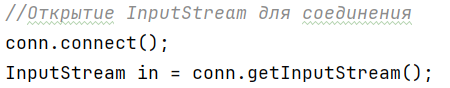 //Открытие InputStream для соединения
conn.connect();
InputStream in = conn.getInputStream();